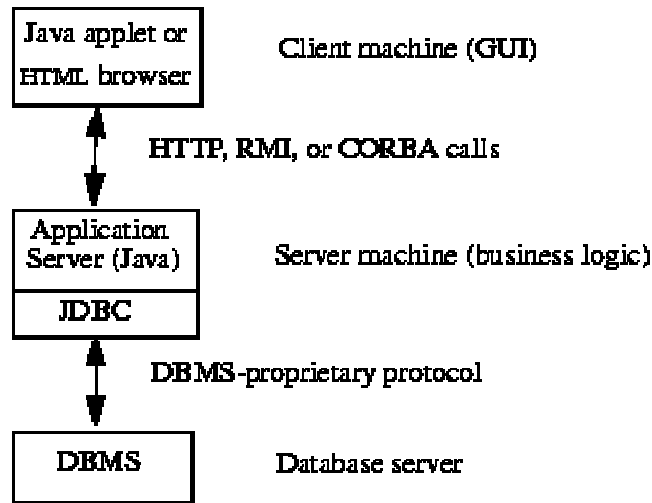 Java applet or
HTML browser
Client machine (GUI)
HTTP, RMI, or CORBA calls
Application
Server (Java)
Server machine (business logic)
JDBC
DBMS-proprietary protocol
DBMS
Database server